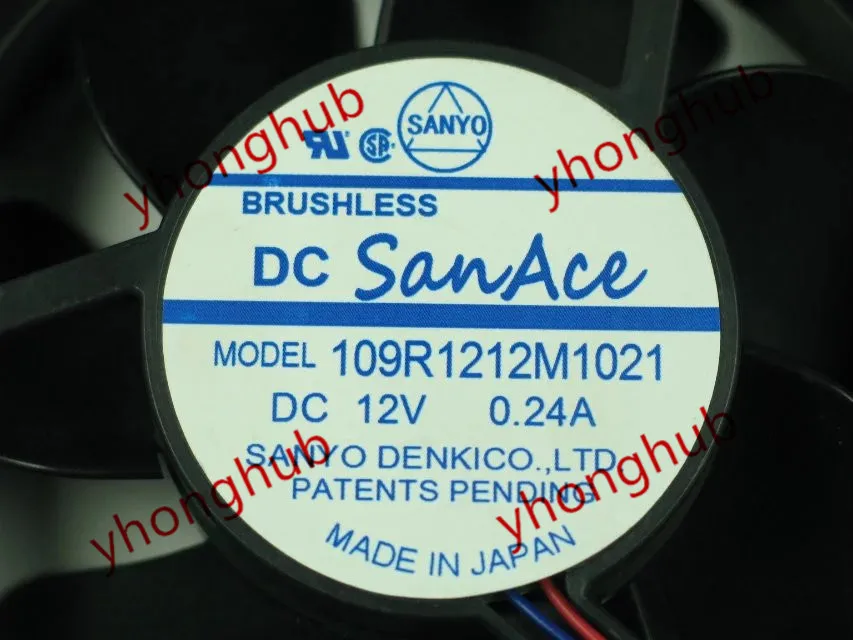 yhonghub
yhonghub
SANYO
BRUSHLESS
DC SanAce
MODEL 109R1212M1021
DC 12V 0.24A
SANYO DENKICO.,LTD.
PATENTS PENDING
MADE IN JAPAN
yhonghub
yhonghub